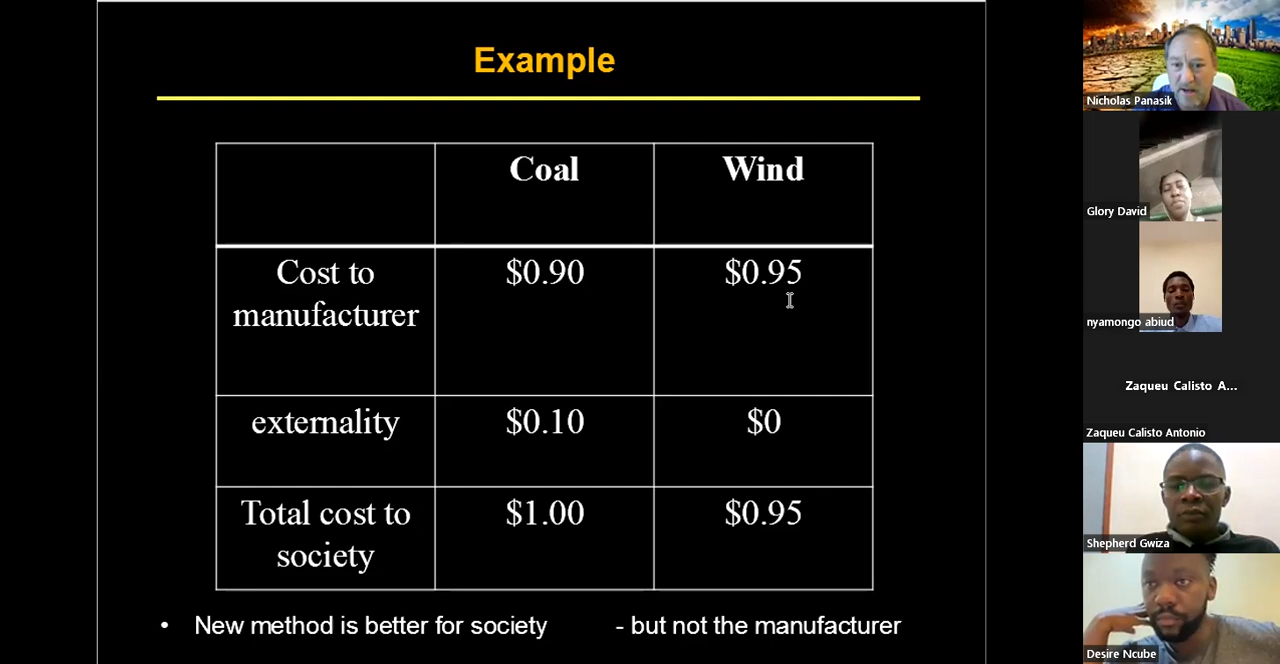 Example
Coal Wind
Cost to manufacturer $0.90 $0.95
externality $0.10 $0
Total cost to society $1.00 $0.95
• New method is better for society - but not the manufacturer
Nicholas Panasik
Glory David
nyamongo abiud
Zaqueu Calisto A...
Zaqueu Calisto Antonio
Shepherd Gwiza
Desire Ncube